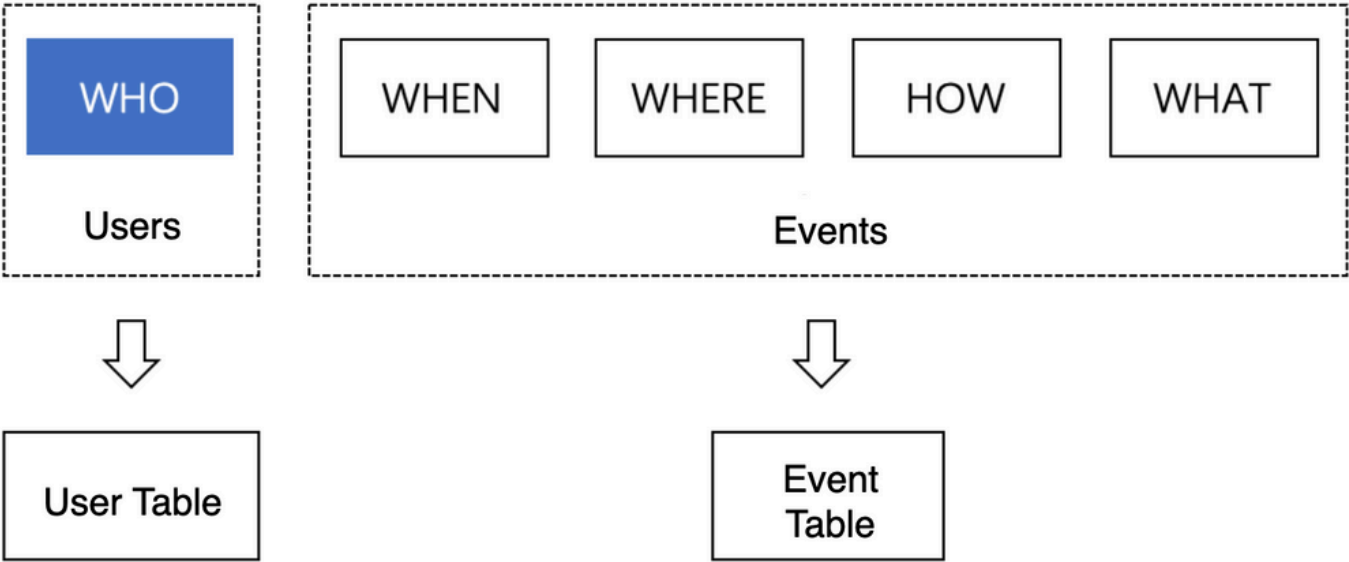 WHO
WHEN
WHERE
HOW
WHAT
Users
Events
User Table
Event
Table